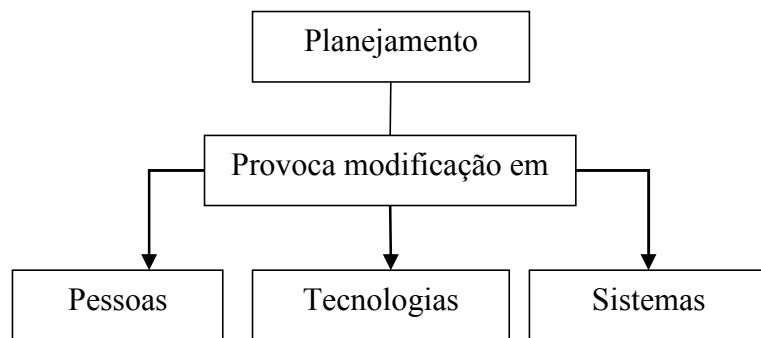 Planejamento
Provoca modificação em
Pessoas
Tecnologias
Sistemas